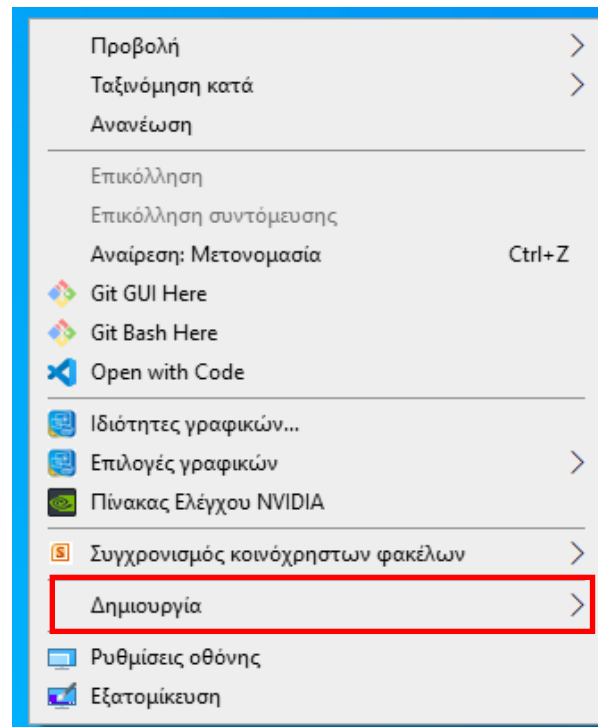 Προβολή
Ταξινόμηση κατά
Ανανέωση
Επικόλληση
Επικόλληση συντόμευσης
Αναίρεση: Μετονομασία Ctrl+Z
Git GUI Here
Git Bash Here
Open with Code
Ιδιότητες γραφικών...
Επιλογές γραφικών
Πίνακας Ελέγχου NVIDIA
S Συγχρονισμός κοινόχρηστων φακέλων
Δημιουργία
Ρυθμίσεις οθόνης
Εξατομίκευση